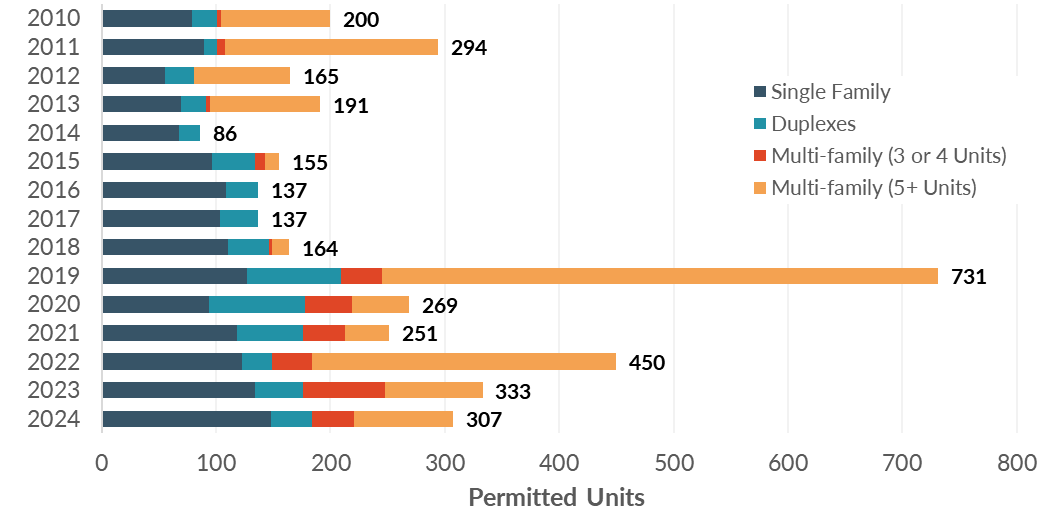 2010 200
2011 294
2012 165
2013 191
Single Family
Duplexes
2014 86
Multi-family (3 or 4 Units)
2015 155
Multi-family (5+ Units)
2016 137
2017 137
2018 164
2019 731
2020 269
2021 251
2022 450
2023 333
2024 307
0 100 200 300 400 500 600 700 800
Permitted Units